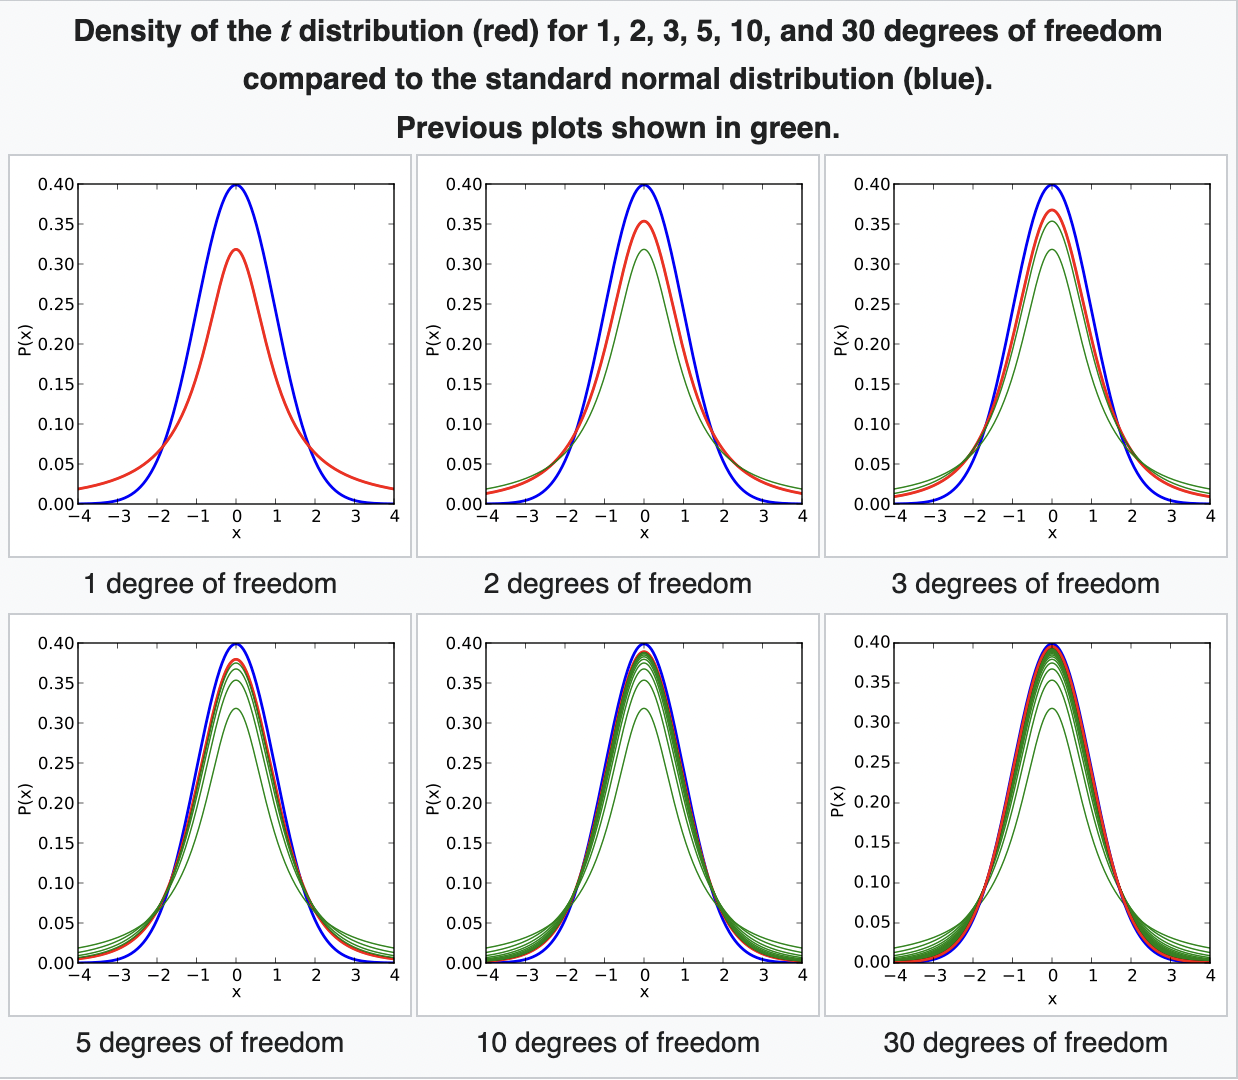 Density of the t distribution (red) for 1, 2, 3, 5, 10, and 30 degrees of freedom
compared to the standard normal distribution (blue).
Previous plots shown in green.
0.40
0.35
0.30
0.25
0.20
0.15
0.10
0.05
0.00
P(x)
−4 −3 −2 −1 0 1 2 3 4
x
1 degree of freedom
0.40
0.35
0.30
0.25
0.20
0.15
0.10
0.05
0.00
P(x)
−4 −3 −2 −1 0 1 2 3 4
x
2 degrees of freedom
0.40
0.35
0.30
0.25
0.20
0.15
0.10
0.05
0.00
P(x)
−4 −3 −2 −1 0 1 2 3 4
x
3 degrees of freedom
0.40
0.35
0.30
0.25
0.20
0.15
0.10
0.05
0.00
P(x)
−4 −3 −2 −1 0 1 2 3 4
x
5 degrees of freedom
0.40
0.35
0.30
0.25
0.20
0.15
0.10
0.05
0.00
P(x)
−4 −3 −2 −1 0 1 2 3 4
x
10 degrees of freedom
0.40
0.35
0.30
0.25
0.20
0.15
0.10
0.05
0.00
P(x)
−4 −3 −2 −1 0 1 2 3 4
x
30 degrees of freedom